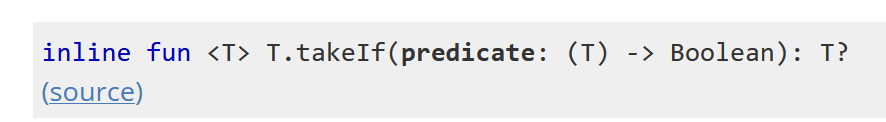 inline fun <T> T.takeIf(predicate: (T) -> Boolean): T?
(source)